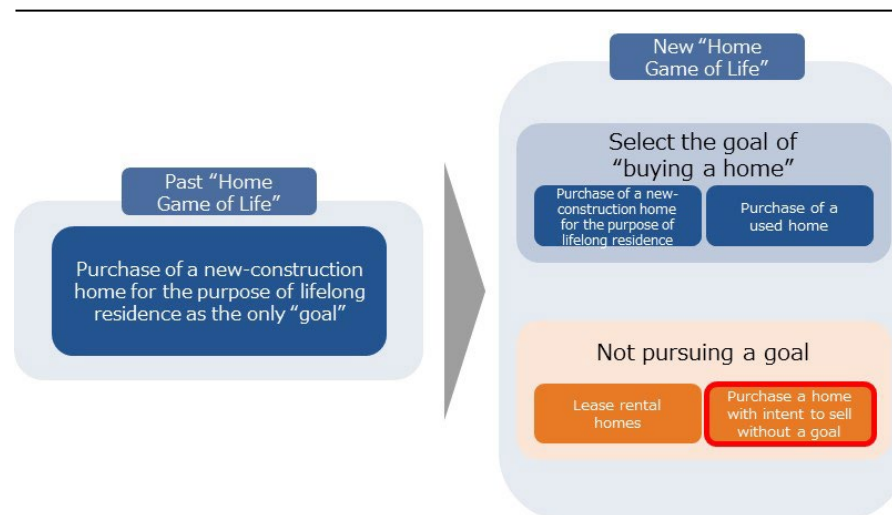 Past “Home
Game of Life”
Purchase of a new-construction
home for the purpose of lifelong
residence as the only “goal”
New “Home
Game of Life”
Select the goal of
“buying a home”
Purchase of a new-
construction home
for the purpose of
lifelong residence
Purchase of a
used home
Not pursuing a goal
Lease rental
homes
Purchase a home
with intent to sell
without a goal